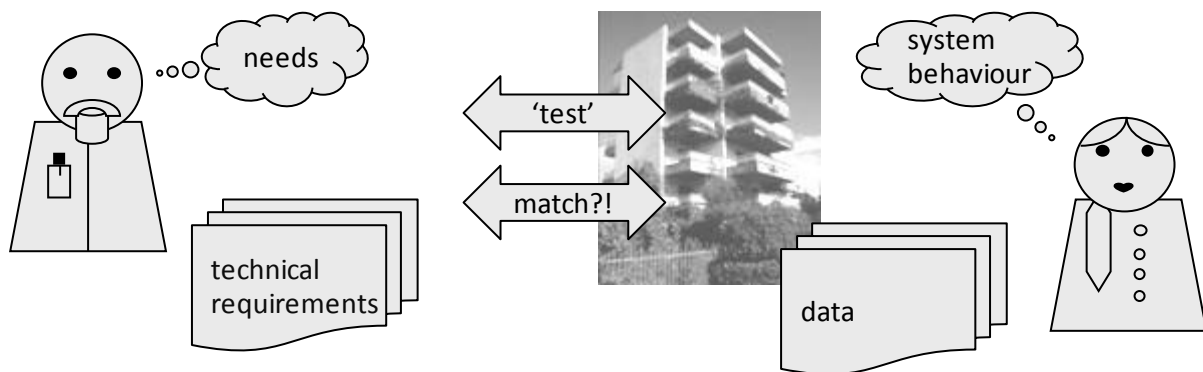 needs
'test'
match?!
technical
requirements
system
behaviour
data